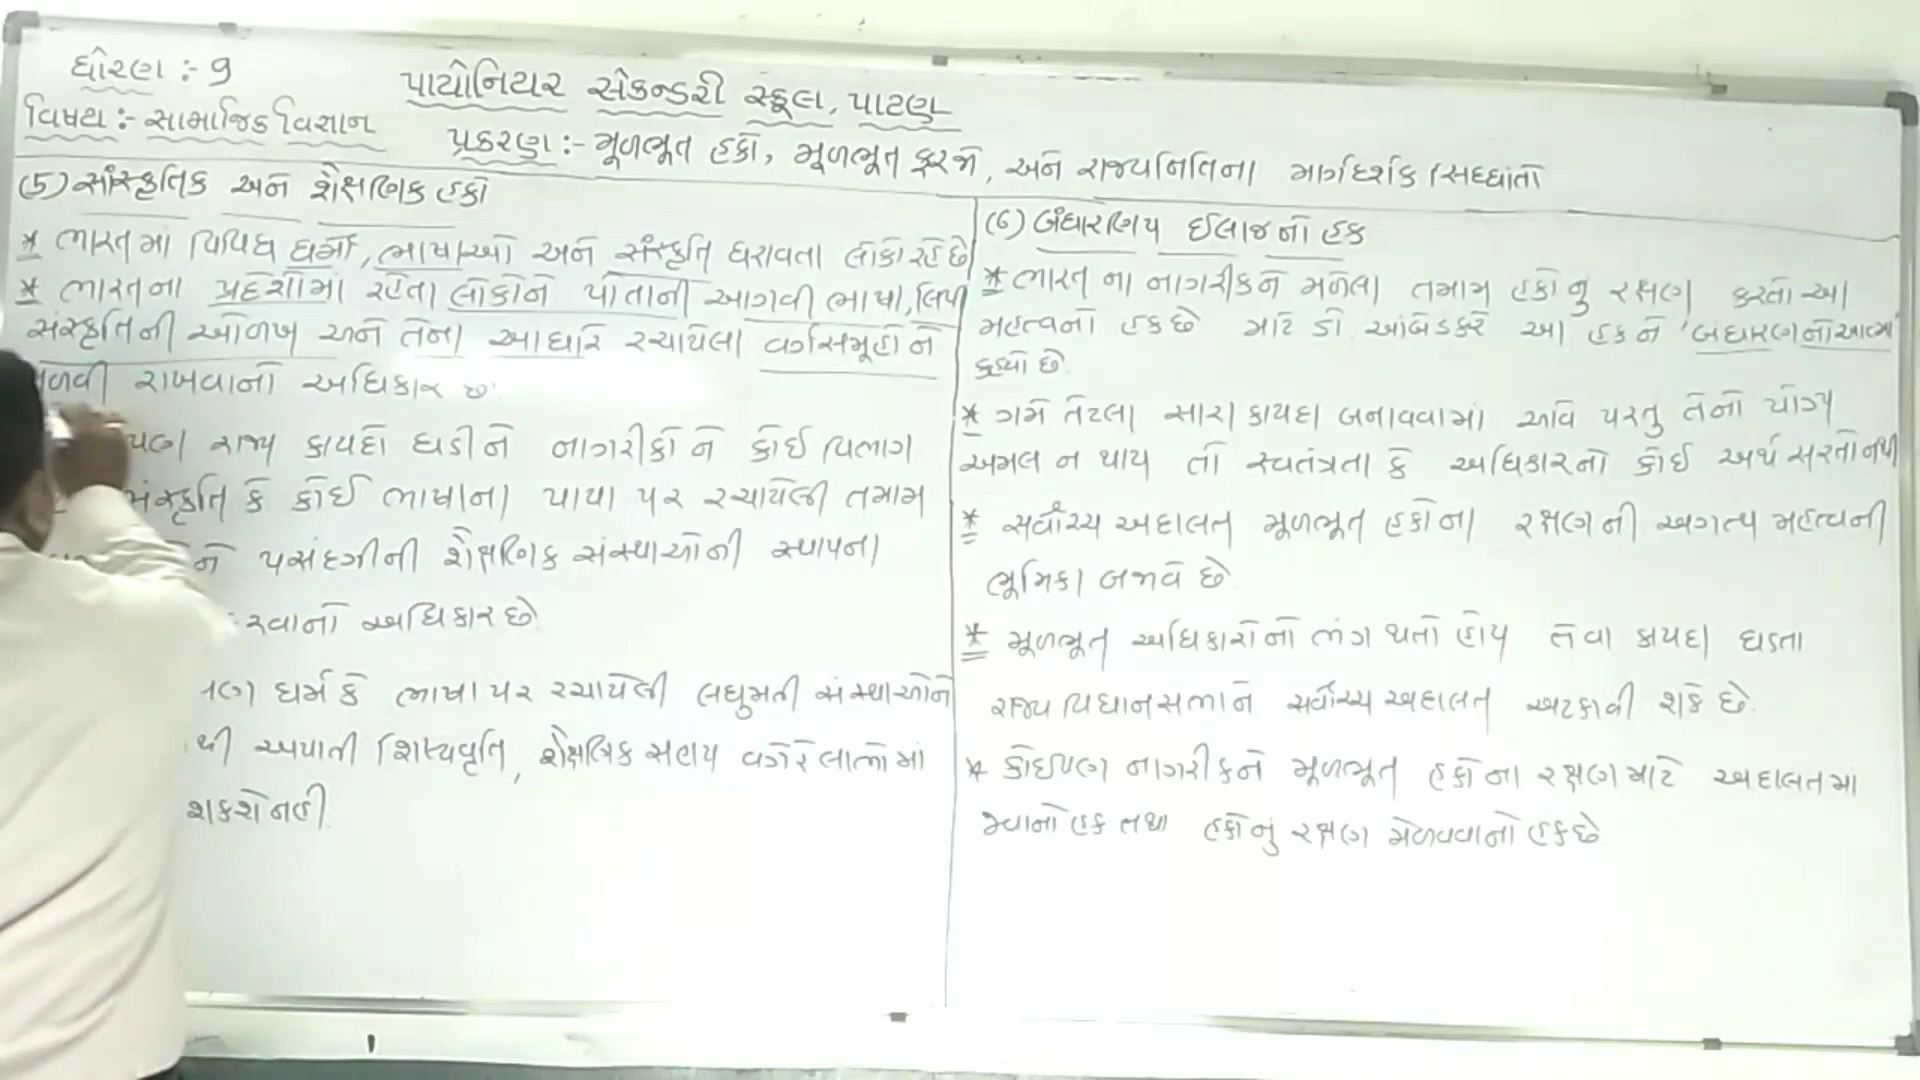 ધોરણ :- 9
પાયોનિયર સેકન્ડરી સ્કૂલ, પાટણ
વિષય :- સામાજિક વિજ્ઞાન
પ્રકરણ :- મૂળભૂત હકો, મૂળભૂત ફરજો, અને રાજ્યનિતિના માર્ગદર્શક સિદ્ધાંતો
(5) સાંસ્કૃતિક અને શૈક્ષણિક હકો
* ભારતમાં વિવિધ ધર્મો, ભાષાઓ અને સંસ્કૃતિ ધરાવતા લોકો રહે છે
* ભારતના પ્રદેશોમાં રહેતા લોકોને પોતાની આગવી ભાષા, લિપી
સંસ્કૃતિની ઓળખ અને તેના આધારે રચાયેલા વર્ગસમૂહોને
રાખવાનો અધિકાર છે
રાજ્ય કાયદો ઘડીને નાગરીકોને કોઈ વિભાગ
સંસ્કૃતિ કે કોઈ ભાષાના પાયા પર રચાયેલી તમામ
ને પસંદગીની શૈક્ષણિક સંસ્થાઓની સ્થાપના
કરવાનો અધિકાર છે
ધર્મ કે ભાષા પર રચાયેલી લઘુમતી સંસ્થાઓને
થી અપાતી શિષ્યવૃતિ, શૈક્ષણિક સહાય વગેરે લાભોમાં
શકશે નહી.
(6) બંધારણિય ઈલાજનો હક
* ભારત ના નાગરીકને મળેલા તમામ હકોનું રક્ષણ કરતો આ
મહત્વનો હક છે માટે ડો આંબેડકરે આ હક ને 'બંધારણનો આત્મા'
કહ્યો છે.
* ગમે તેટલા સારા કાયદા બનાવવામાં આવે પરંતુ તેનો યોગ્ય
અમલ ન થાય તો સ્વતંત્રતા કે અધિકારનો કોઈ અર્થ સરતો નથી
* સર્વોચ્ચ અદાલત મૂળભૂત હકોના રક્ષણની અગત્ય મહત્વની
ભૂમિકા બજાવે છે
* મૂળભૂત અધિકારોનો ભંગ થતો હોય તેવા કાયદા ઘડતા
રાજ્ય વિધાનસભાને સર્વોચ્ચ અદાલત અટકાવી શકે છે.
* કોઈપણ નાગરીકને મૂળભૂત હકોના રક્ષણ માટે અદાલતમાં
જવાનો હક તથા હકોનું રક્ષણ મેળવવાનો હક છે